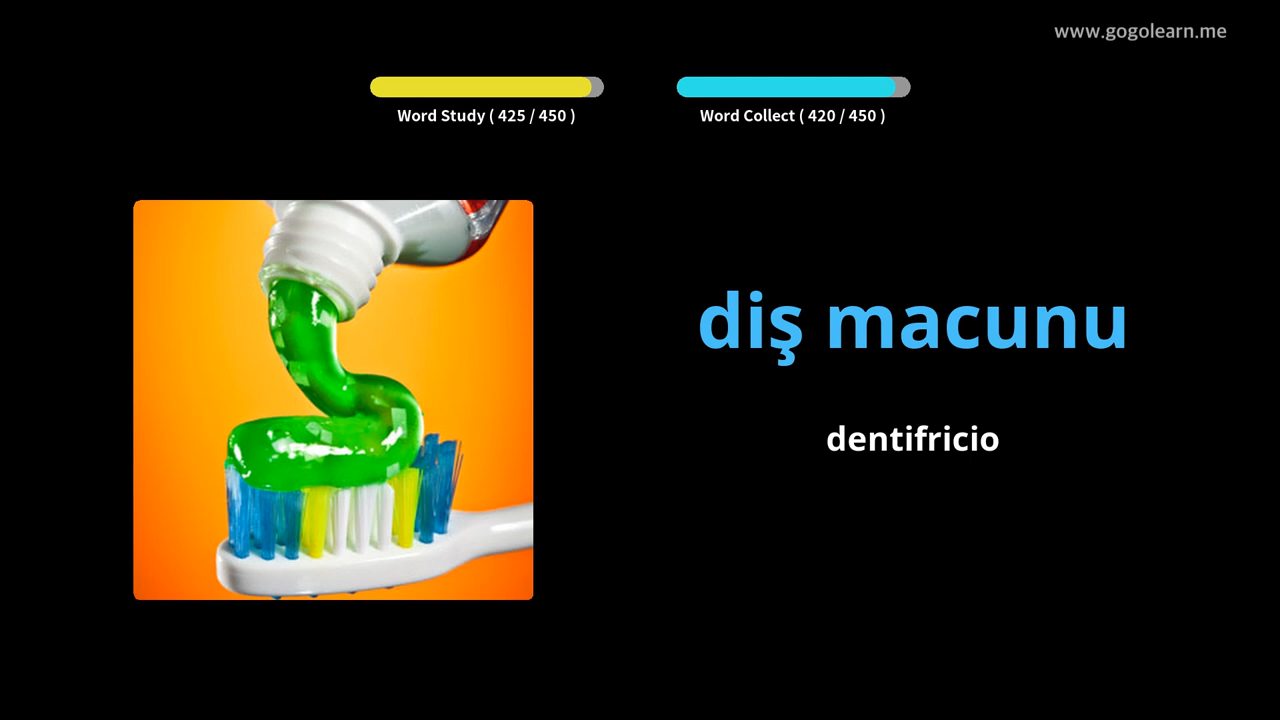 www.gogolearn.me
Word Study ( 425 / 450 )
Word Collect ( 420 / 450 )
diş macunu
dentifricio